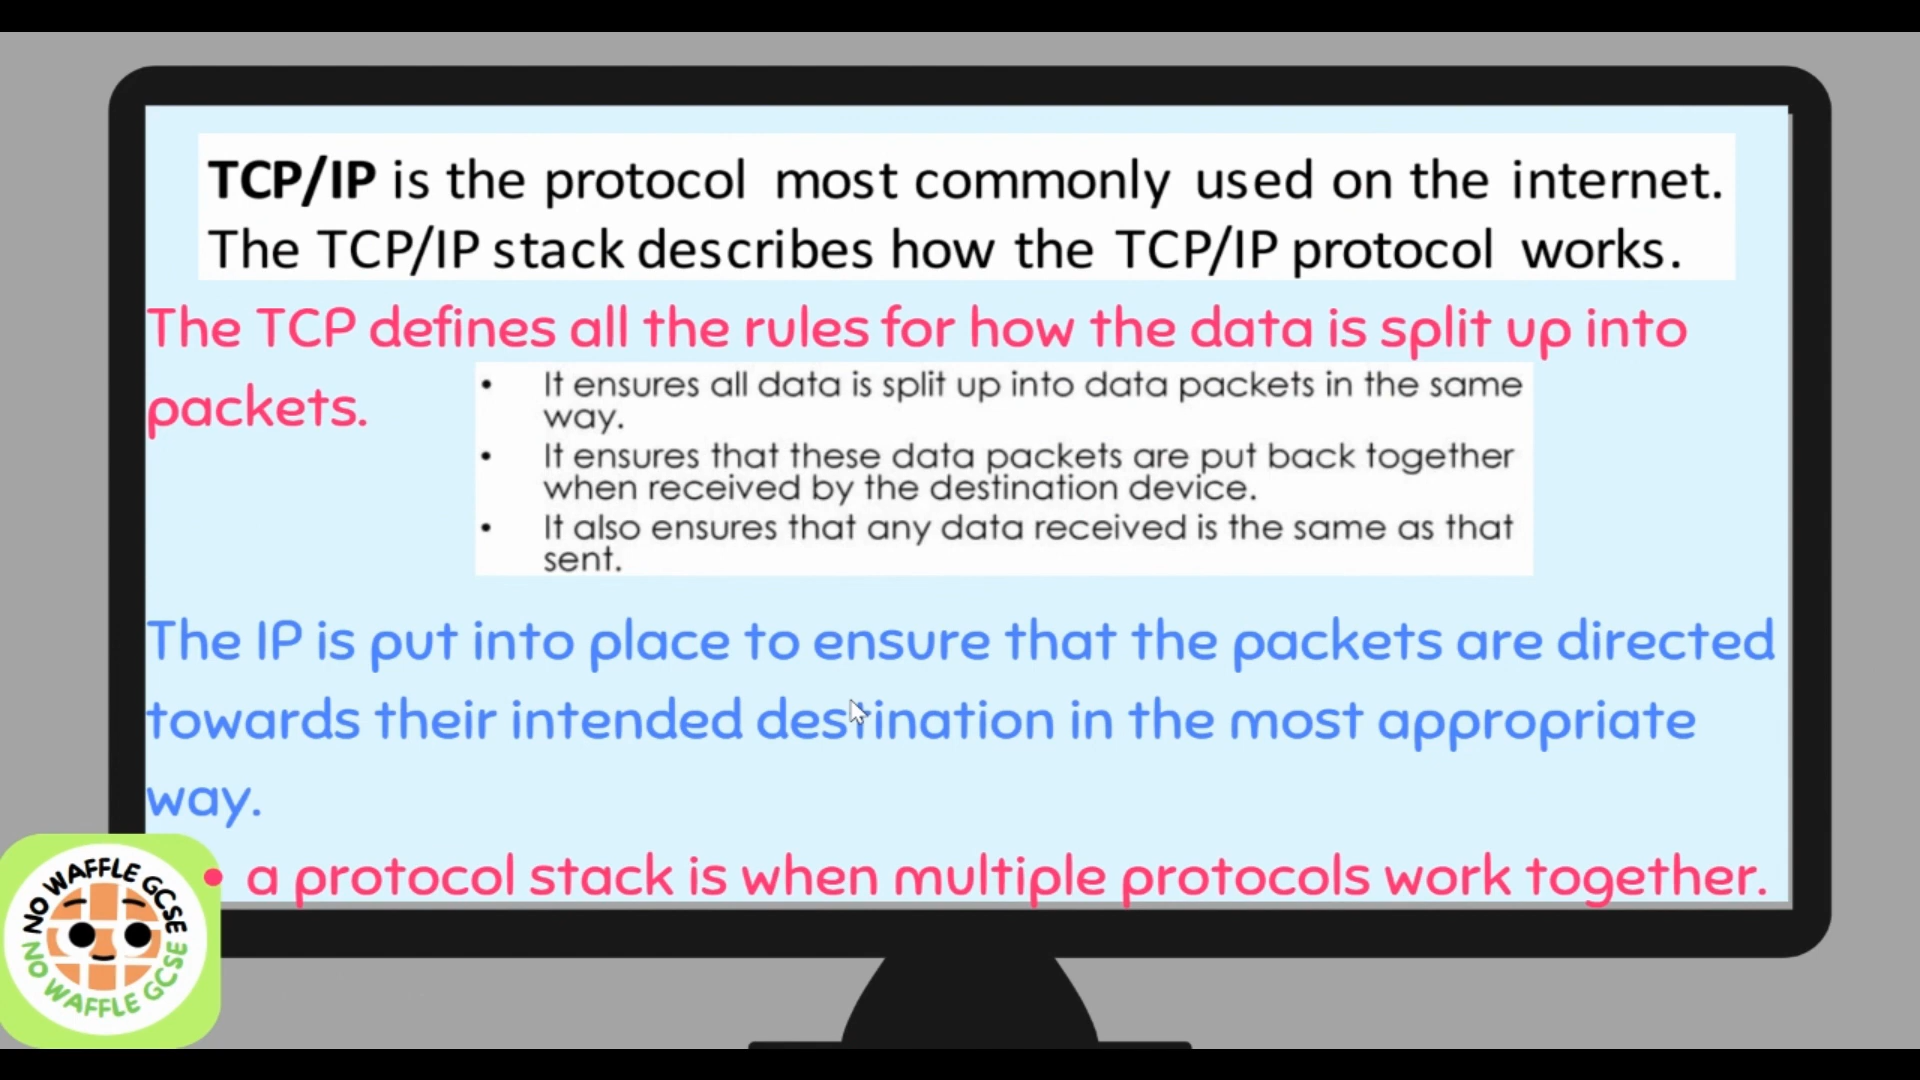 TCP/IP is the protocol most commonly used on the internet.
The TCP/IP stack describes how the TCP/IP protocol works.
The TCP defines all the rules for how the data is split up into
packets.
• It ensures all data is split up into data packets in the same
way.
• It ensures that these data packets are put back together
when received by the destination device.
• It also ensures that any data received is the same as that
sent.
The IP is put into place to ensure that the packets are directed
towards their intended destination in the most appropriate
way.
• a protocol stack is when multiple protocols work together.
NO WAFFLE GCSE
NO WAFFLE GCSE